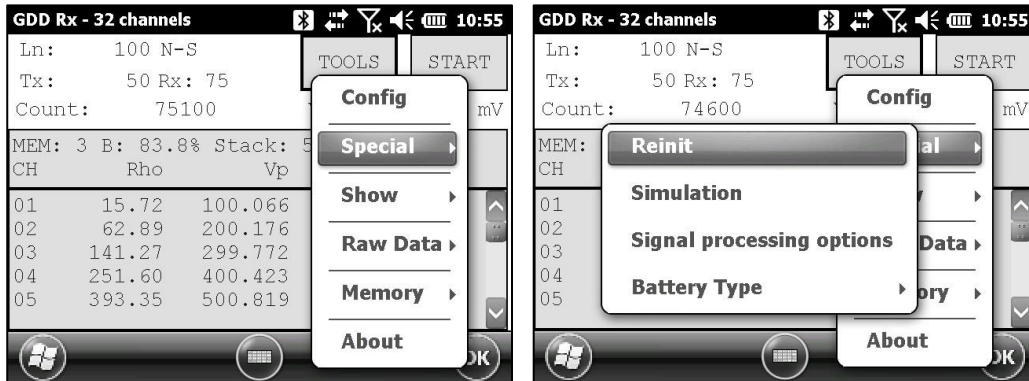 GDD Rx - 32 channels 10:55
Ln: 100 N-S
TOOLS START
Tx: 50 Rx: 75
Count: 75100 mV
MEM: 3 B: 83.8% Stack: 5
CH Rho Vp
01 15.72 100.066
02 62.89 200.176
03 141.27 299.772
04 251.60 400.423
05 393.35 500.819
Config
Special
Show
Raw Data
Memory
About
GDD Rx - 32 channels 10:55
Ln: 100 N-S
TOOLS START
Tx: 50 Rx: 75
Count: 74600 mV
MEM:
CH
01
02
03
04
05
Config
ial
Data
ory
About
OK
Reinit
Simulation
Signal processing options
Battery Type